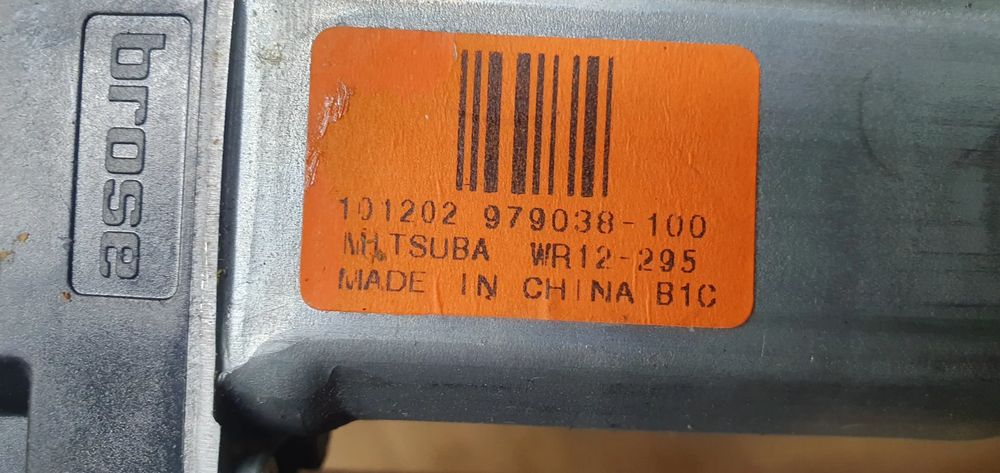 brose
101202 979038-100
MITSUBA WR12-295
MADE IN CHINA B1C